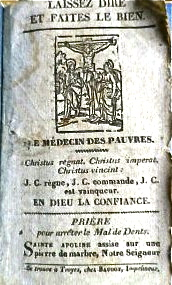 LAISSEZ DIRE
ET FAITES LE BIEN.
LE MÉDECIN DES PAUVRES.
Christus regnat, Christus imperat,
Christus vincint:
J. C. règne, J. C. commande, J. C.
est vainqueur.
EN DIEU LA CONFIANCE.
PRIÈRE
pour arrêter le Mal de Dents.
SAINTE APOLINE assise sur une
pierre de marbre, Notre Seigneur
Se trouve à Troyes, chez BAUDOT, Imprimeur,